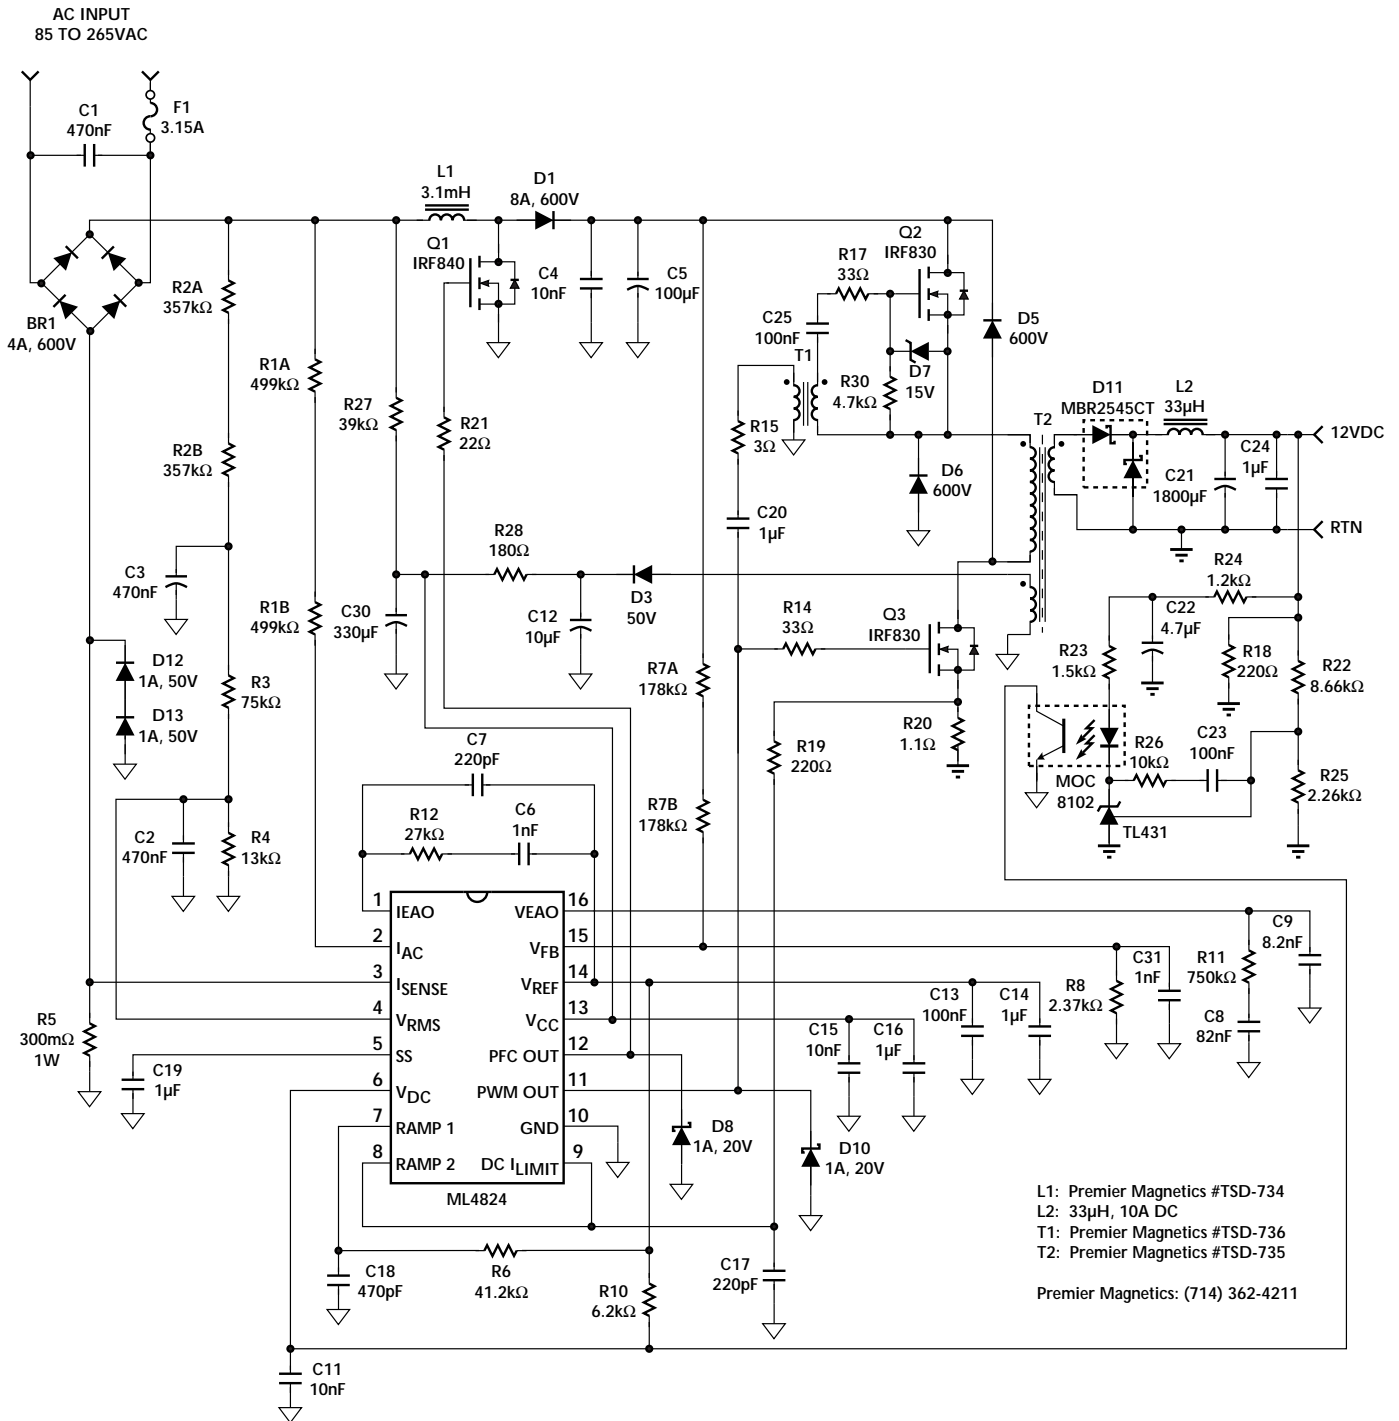 AC INPUT
85 TO 265VAC
C1
470nF
F1
3.15A
BR1
4A, 600V
R2A
357kΩ
R2B
357kΩ
C3
470nF
R1A
499kΩ
R1B
499kΩ
D12
1A, 50V
D13
1A, 50V
R3
75kΩ
C2
470nF
R4
13kΩ
R5
300mΩ
1W
C19
1µF
L1
3.1mH
D1
8A, 600V
Q1
IRF840
C4
10nF
C5
100µF
R27
39kΩ
R21
22Ω
C30
330µF
R28
180Ω
C12
10µF
D3
50V
C7
220pF
R12
27kΩ
C6
1nF
R7A
178kΩ
R7B
178kΩ
Q2
IRF830
R17
33Ω
C25
100nF
T1
R30
4.7kΩ
D7
15V
R15
3Ω
C20
1µF
D6
600V
D5
600V
R14
33Ω
Q3
IRF830
R19
220Ω
R20
1.1Ω
T2
D11
MBR2545CT
L2
33µH
12VDC
C21
1800µF
C24
1µF
RTN
R24
1.2kΩ
C22
4.7µF
R23
1.5kΩ
R18
220Ω
R22
8.66kΩ
R26
10kΩ
C23
100nF
R25
2.26kΩ
MOC
8102
TL431
1 IEAO
2 IAC
3 ISENSE
4 VRMS
5 SS
6 VDC
7 RAMP 1
8 RAMP 2
VEAO 16
VFB 15
VREF 14
VCC 13
PFC OUT 12
PWM OUT 11
GND 10
DC ILIMIT 9
ML4824
C15
10nF
C16
1µF
C13
100nF
C14
1µF
R8
2.37kΩ
C31
1nF
R11
750kΩ
C8
82nF
C9
8.2nF
D8
1A, 20V
D10
1A, 20V
C18
470pF
R6
41.2kΩ
R10
6.2kΩ
C17
220pF
C11
10nF
L1: Premier Magnetics #TSD-734
L2: 33µH, 10A DC
T1: Premier Magnetics #TSD-736
T2: Premier Magnetics #TSD-735
Premier Magnetics: (714) 362-4211